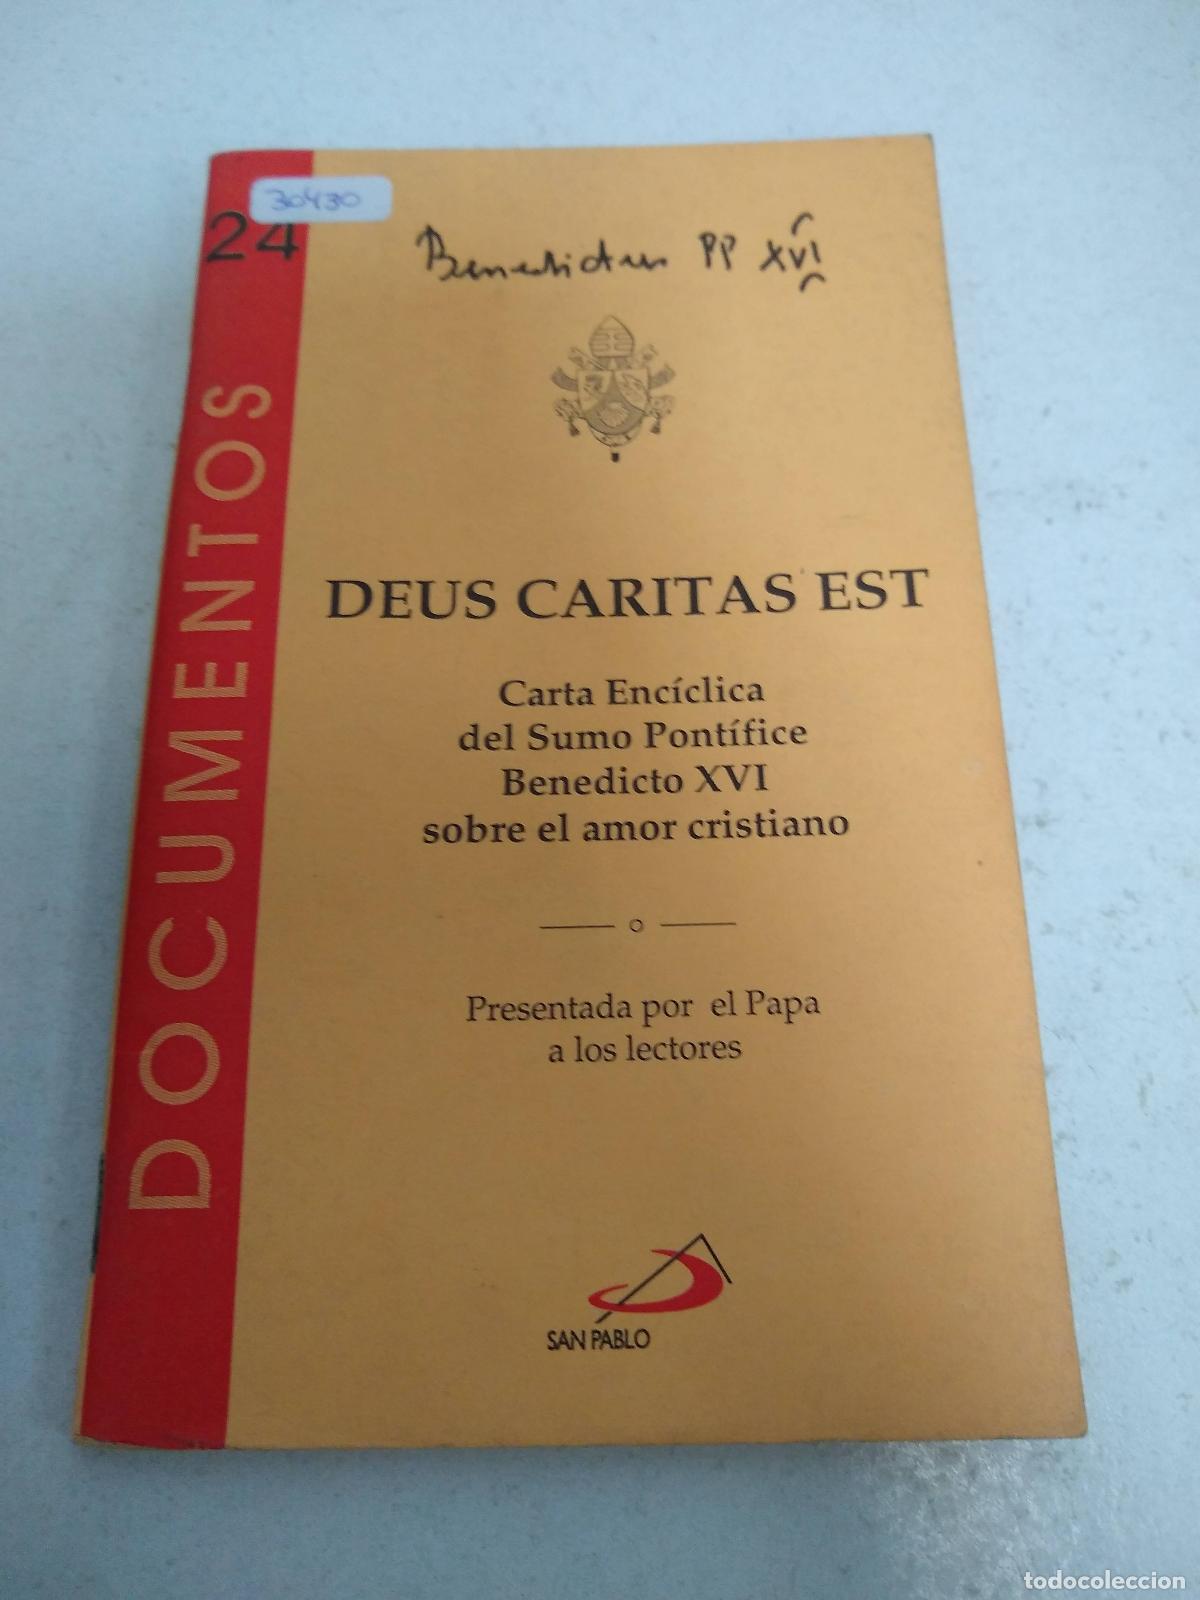 30430
24
Benedictus PP XVI
DEUS CARITAS EST
Carta Encíclica
del Sumo Pontífice
Benedicto XVI
sobre el amor cristiano
Presentada por el Papa
a los lectores
SAN PABLO
DOCUMENTOS
todocoleccion